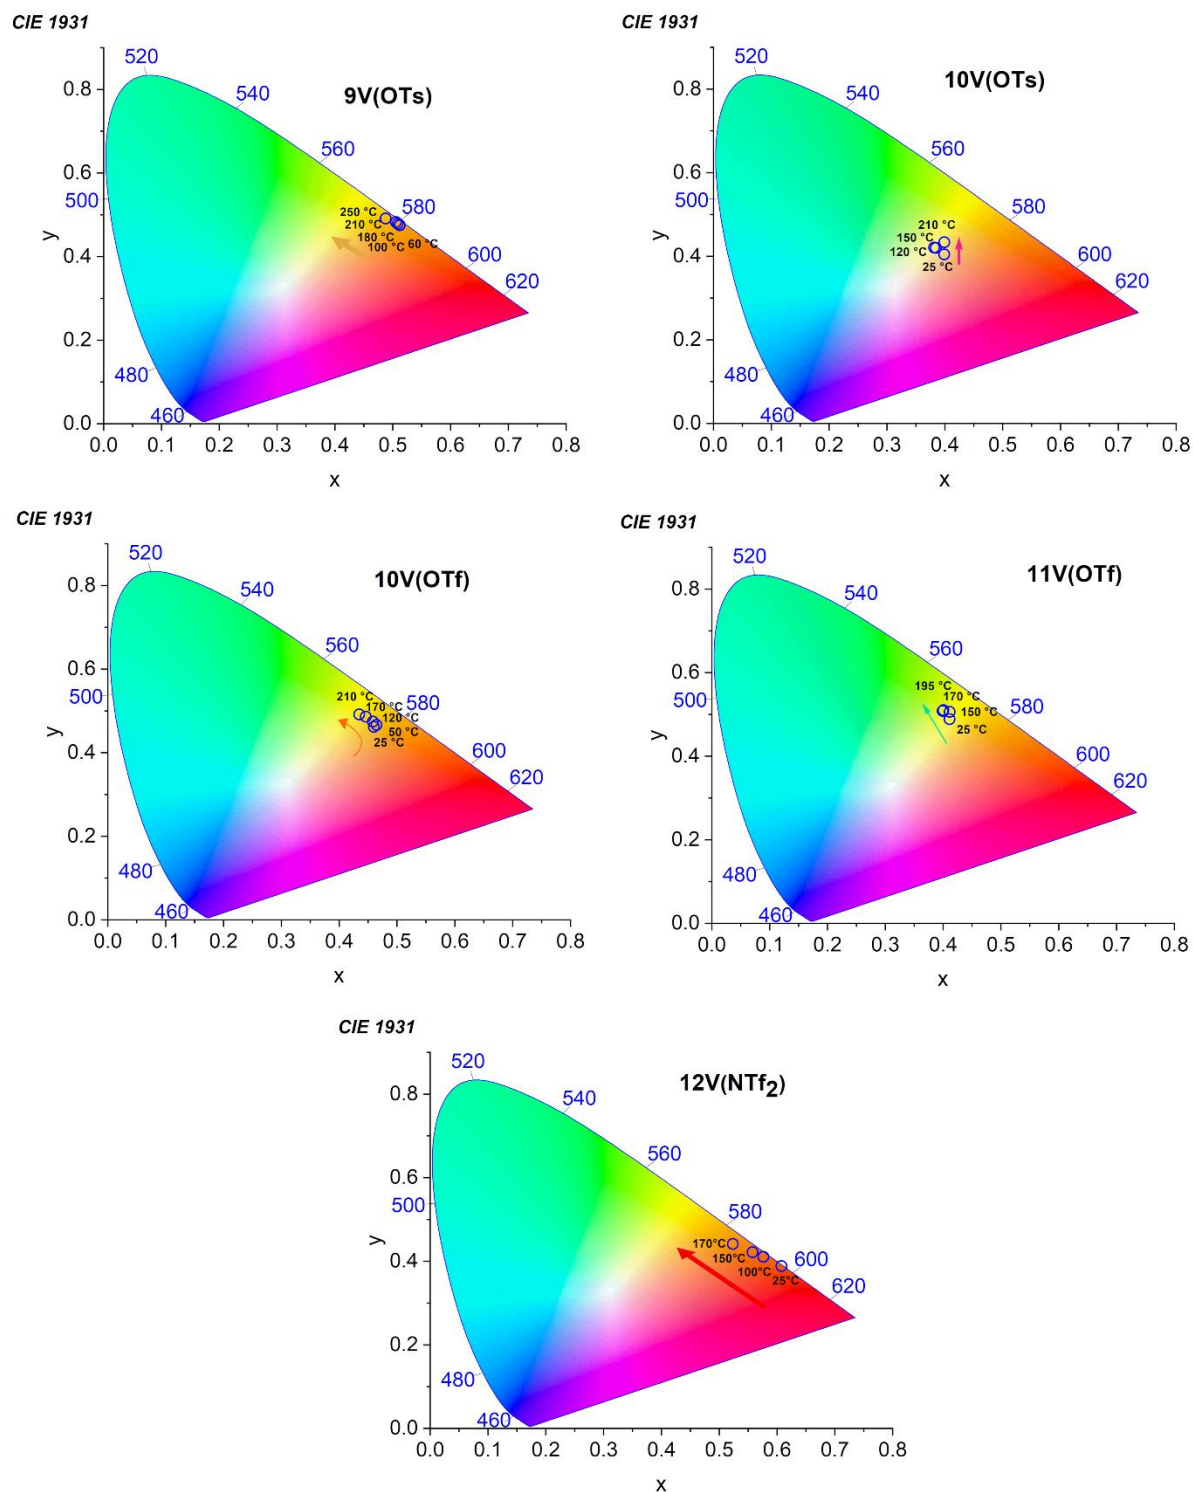 CIE 1931
9V(OTs)
520
540
560
580
600
620
500
480
460
250 °C
210 °C
180 °C
100 °C
60 °C
0.8
0.6
0.4
0.2
0.0
y
0.0 0.1 0.2 0.3 0.4 0.5 0.6 0.7 0.8
x
CIE 1931
10V(OTs)
520
540
560
580
600
620
500
480
460
210 °C
150 °C
120 °C
25 °C
0.8
0.6
0.4
0.2
0.0
y
0.0 0.1 0.2 0.3 0.4 0.5 0.6 0.7 0.8
x
CIE 1931
10V(OTf)
520
540
560
580
600
620
500
480
460
210 °C
170 °C
120 °C
50 °C
25 °C
0.8
0.6
0.4
0.2
0.0
y
0.0 0.1 0.2 0.3 0.4 0.5 0.6 0.7 0.8
x
CIE 1931
11V(OTf)
520
540
560
580
600
620
500
480
460
195 °C
170 °C
150 °C
25 °C
0.8
0.6
0.4
0.2
0.0
y
0.0 0.1 0.2 0.3 0.4 0.5 0.6 0.7 0.8
x
CIE 1931
12V(NTf2)
520
540
560
580
600
620
500
480
460
170°C
150°C
100°C
25°C
0.8
0.6
0.4
0.2
0.0
y
0.0 0.1 0.2 0.3 0.4 0.5 0.6 0.7 0.8
x